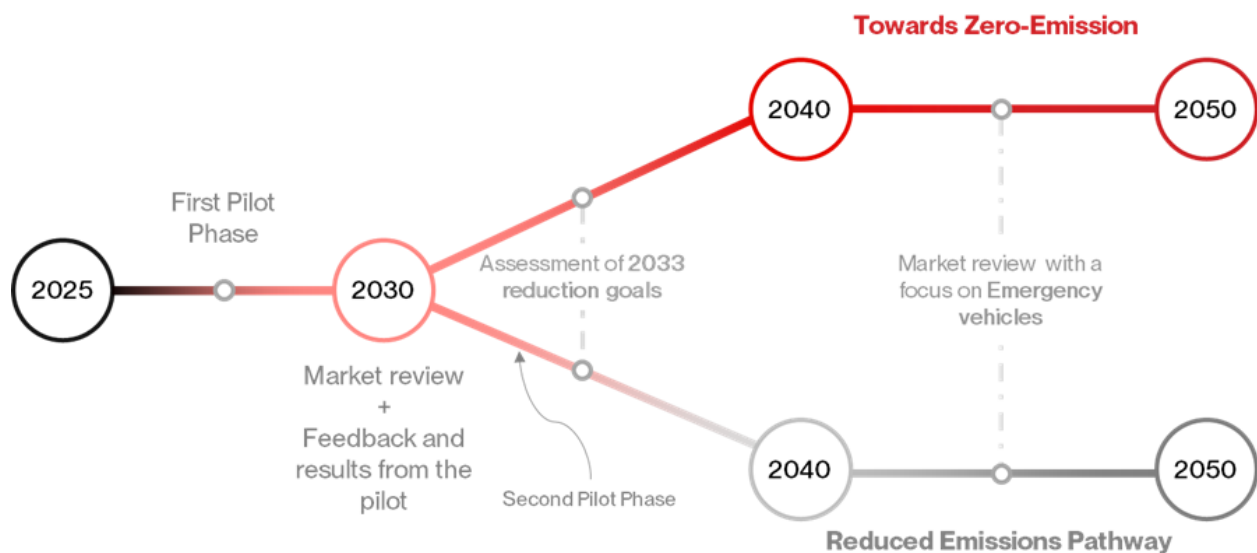 Towards Zero-Emission
2040
2050
First Pilot
Phase
2025
2030
Assessment of 2033
reduction goals
Market review with a
focus on Emergency
vehicles
Market review
+
Feedback and
results from the
pilot
Second Pilot Phase
2040
2050
Reduced Emissions Pathway